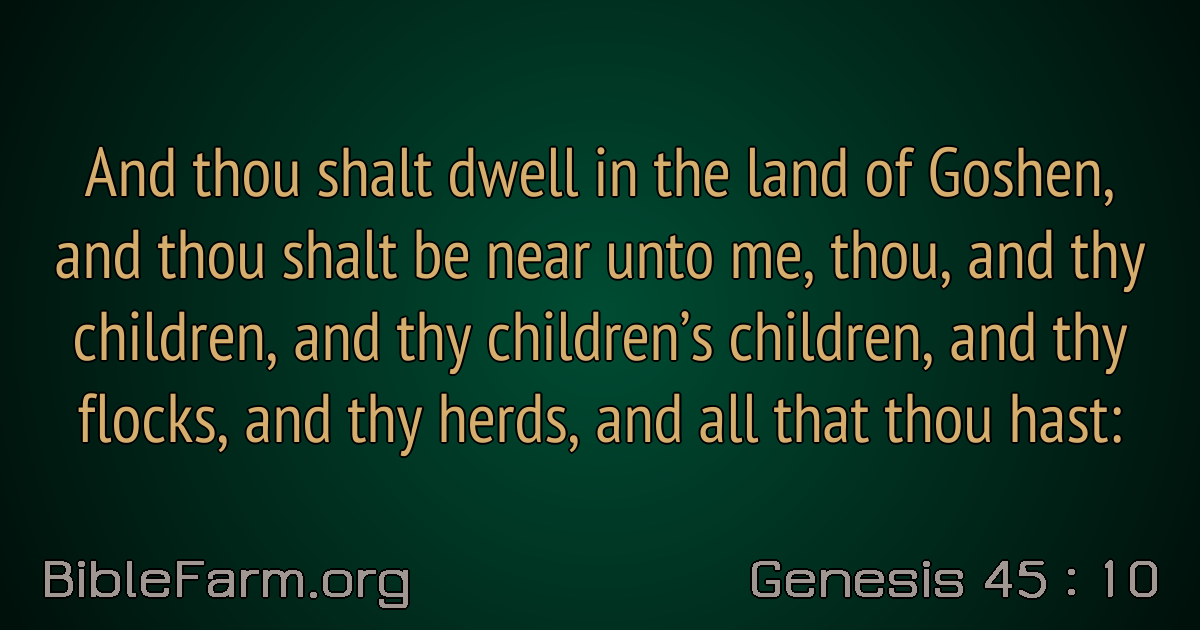 And thou shalt dwell in the land of Goshen,
and thou shalt be near unto me, thou, and thy
children, and thy children’s children, and thy
flocks, and thy herds, and all that thou hast:
BibleFarm.org
Genesis 45 : 10